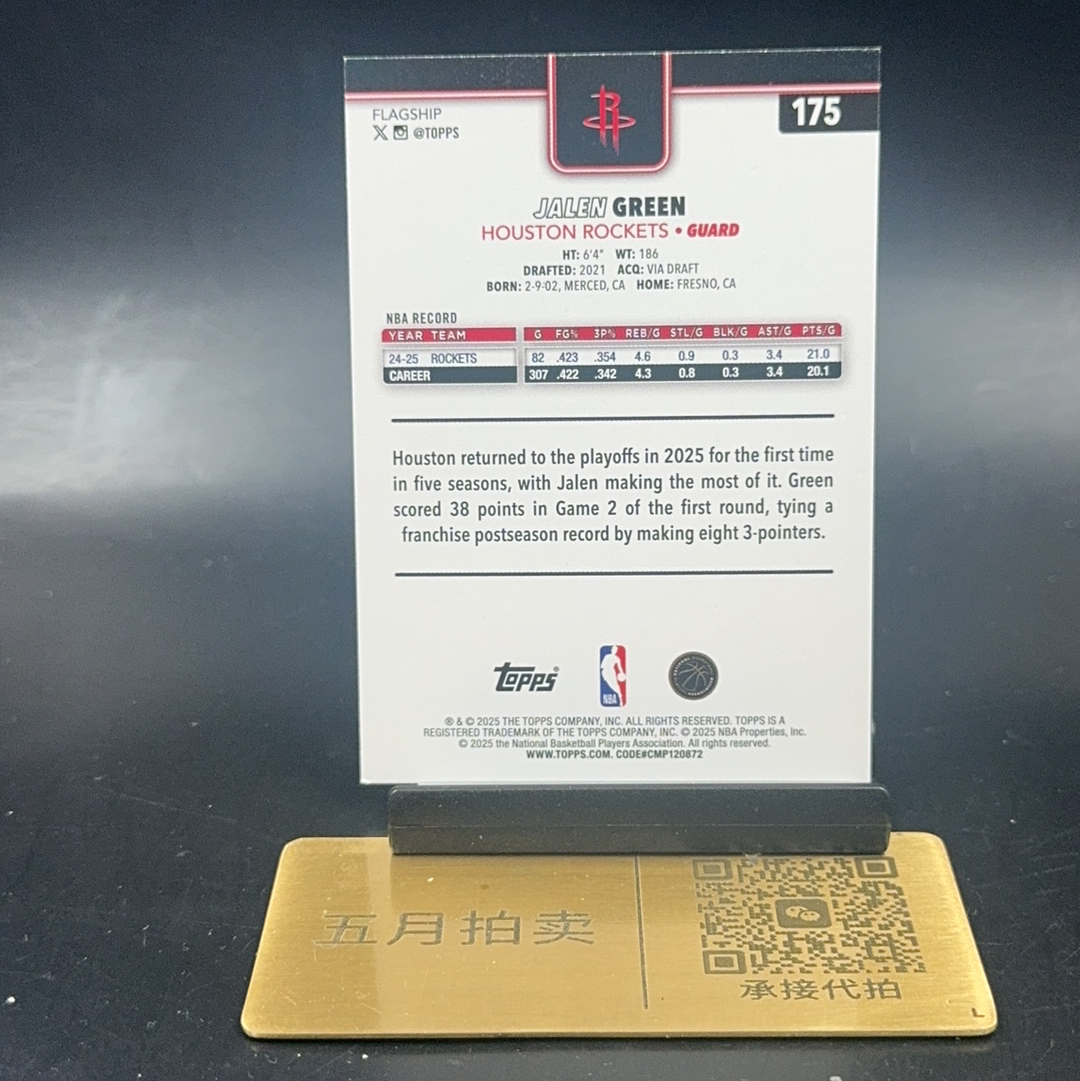 FLAGSHIP
@TOPPS
175
JALEN GREEN
HOUSTON ROCKETS • GUARD
HT: 6'4" WT: 186
DRAFTED: 2021 ACQ: VIA DRAFT
BORN: 2-9-02, MERCED, CA HOME: FRESNO, CA
NBA RECORD
YEAR TEAM G FG% 3P% REB/G STL/G BLK/G AST/G PTS/G
24-25 ROCKETS 82 .423 .354 4.6 0.9 0.3 3.4 21.0
CAREER 307 .422 .342 4.3 0.8 0.3 3.4 20.1
Houston returned to the playoffs in 2025 for the first time
in five seasons, with Jalen making the most of it. Green
scored 38 points in Game 2 of the first round, tying a
franchise postseason record by making eight 3-pointers.
Topps®
NBA
® & © 2025 THE TOPPS COMPANY, INC. ALL RIGHTS RESERVED. TOPPS IS A
REGISTERED TRADEMARK OF THE TOPPS COMPANY, INC. © 2025 NBA Properties, Inc.
© 2025 the National Basketball Players Association. All rights reserved.
WWW.TOPPS.COM. CODE#CMP120872
五月拍卖
承接代拍